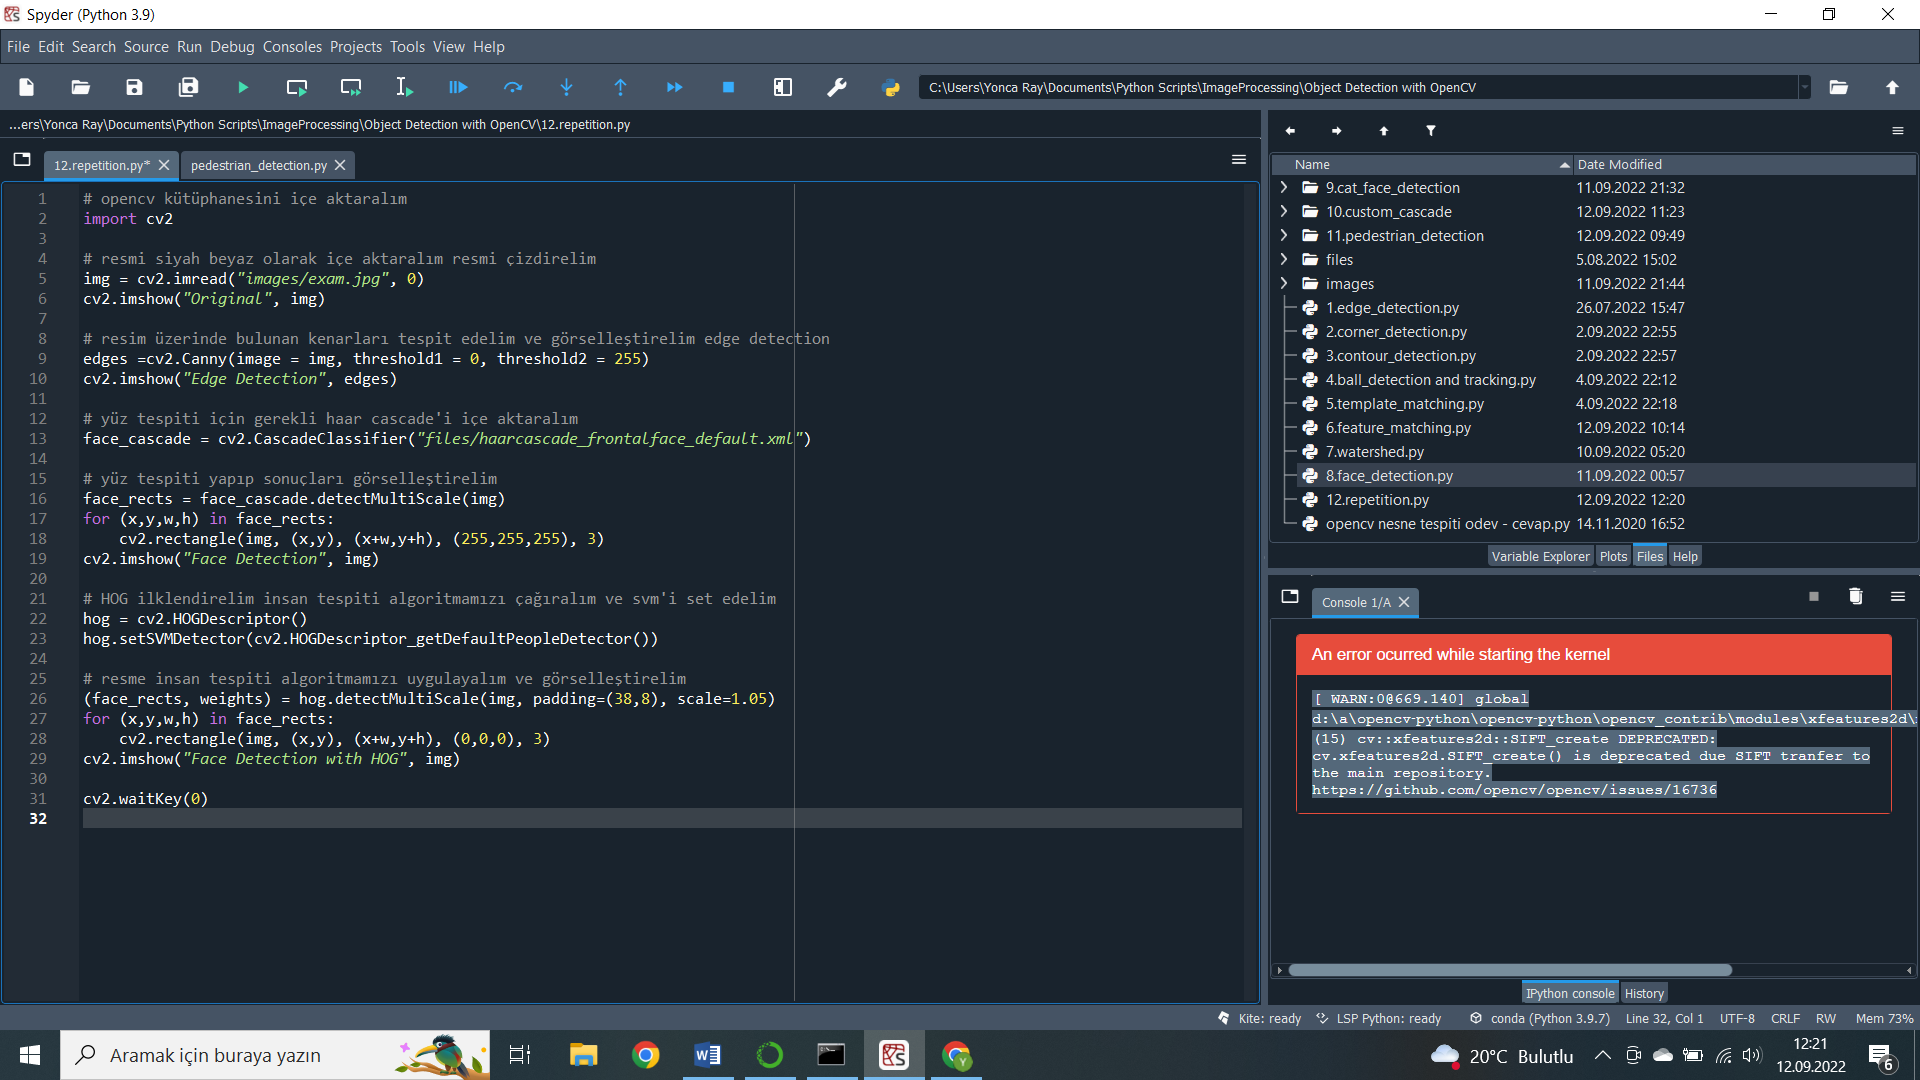 Spyder (Python 3.9)
File Edit Search Source Run Debug Consoles Projects Tools View Help
C:\Users\Yonca Ray\Documents\Python Scripts\ImageProcessing\Object Detection with OpenCV
...ers\Yonca Ray\Documents\Python Scripts\ImageProcessing\Object Detection with OpenCV\12.repetition.py
12.repetition.py* pedestrian_detection.py
1 # opencv kütüphanesini içe aktaralım
2 import cv2
3
4 # resmi siyah beyaz olarak içe aktaralım resmi çizdirelim
5 img = cv2.imread("images/exam.jpg", 0)
6 cv2.imshow("Original", img)
7
8 # resim üzerinde bulunan kenarları tespit edelim ve görselleştirelim edge detection
9 edges =cv2.Canny(image = img, threshold1 = 0, threshold2 = 255)
10 cv2.imshow("Edge Detection", edges)
11
12 # yüz tespiti için gerekli haar cascade'i içe aktaralım
13 face_cascade = cv2.CascadeClassifier("files/haarcascade_frontalface_default.xml")
14
15 # yüz tespiti yapıp sonuçları görselleştirelim
16 face_rects = face_cascade.detectMultiScale(img)
17 for (x,y,w,h) in face_rects:
18 cv2.rectangle(img, (x,y), (x+w,y+h), (255,255,255), 3)
19 cv2.imshow("Face Detection", img)
20
21 # HOG ilklendirelim insan tespiti algoritmamızı çağıralım ve svm'i set edelim
22 hog = cv2.HOGDescriptor()
23 hog.setSVMDetector(cv2.HOGDescriptor_getDefaultPeopleDetector())
24
25 # resme insan tespiti algoritmamızı uygulayalım ve görselleştirelim
26 (face_rects, weights) = hog.detectMultiScale(img, padding=(38,8), scale=1.05)
27 for (x,y,w,h) in face_rects:
28 cv2.rectangle(img, (x,y), (x+w,y+h), (0,0,0), 3)
29 cv2.imshow("Face Detection with HOG", img)
30
31 cv2.waitKey(0)
32
Name Date Modified
9.cat_face_detection 11.09.2022 21:32
10.custom_cascade 12.09.2022 11:23
11.pedestrian_detection 12.09.2022 09:49
files 5.08.2022 15:02
images 11.09.2022 21:44
1.edge_detection.py 26.07.2022 15:47
2.corner_detection.py 2.09.2022 22:55
3.contour_detection.py 2.09.2022 22:57
4.ball_detection and tracking.py 4.09.2022 22:12
5.template_matching.py 4.09.2022 22:18
6.feature_matching.py 12.09.2022 10:14
7.watershed.py 10.09.2022 05:20
8.face_detection.py 11.09.2022 00:57
12.repetition.py 12.09.2022 12:20
opencv nesne tespiti odev - cevap.py 14.11.2020 16:52
Variable Explorer Plots Files Help
Console 1/A
An error ocurred while starting the kernel
[ WARN:0@669.140] global
d:\a\opencv-python\opencv-python\opencv_contrib\modules\xfeatures2d\
(15) cv::xfeatures2d::SIFT_create DEPRECATED:
cv.xfeatures2d.SIFT_create() is deprecated due SIFT tranfer to
the main repository.
https://github.com/opencv/opencv/issues/16736
IPython console History
Kite: ready LSP Python: ready conda (Python 3.9.7) Line 32, Col 1 UTF-8 CRLF RW Mem 73%
Aramak için buraya yazın
20°C Bulutlu
12:21
12.09.2022
6